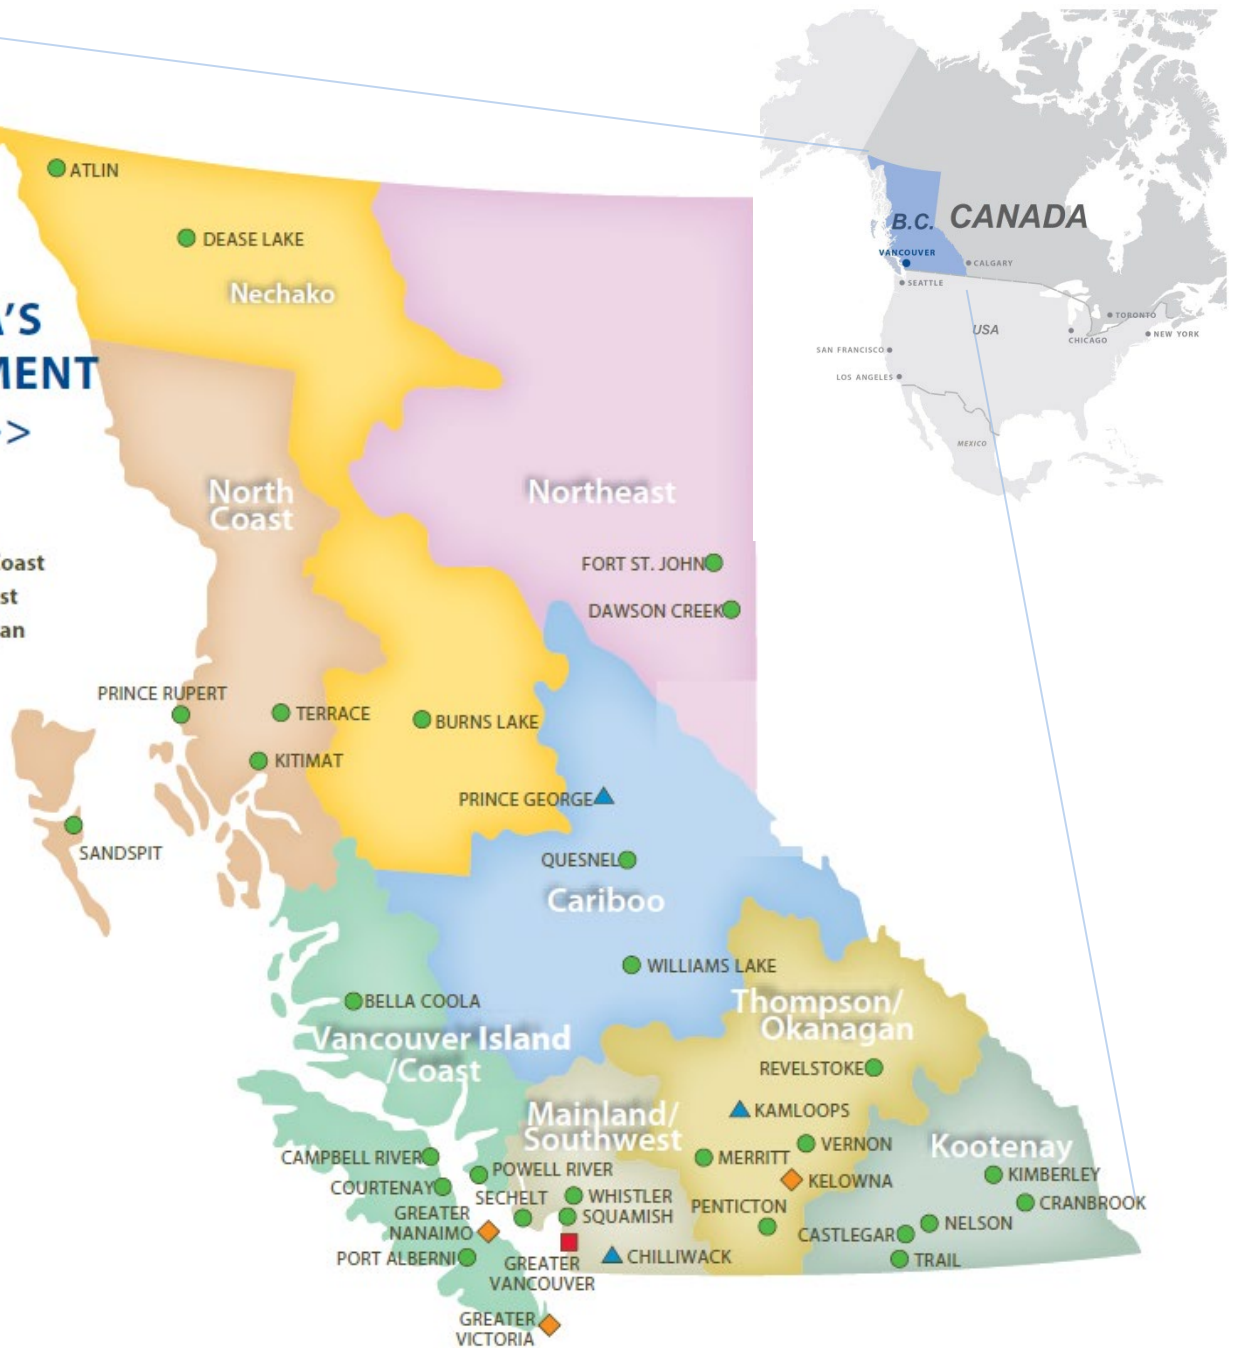 B.C.
CANADA
VANCOUVER
CALGARY
SEATTLE
USA
TORONTO
CHICAGO
NEW YORK
SAN FRANCISCO
LOS ANGELES
MEXICO
ATLIN
DEASE LAKE
Nechako
'S
MENT
>
North
Coast
Northeast
oast
FORT ST. JOHN
st
DAWSON CREEK
an
PRINCE RUPERT
TERRACE
BURNS LAKE
KITIMAT
PRINCE GEORGE
SANDSPIT
QUESNEL
Cariboo
WILLIAMS LAKE
BELLA COOLA
Thompson/
Okanagan
Vancouver Island
/Coast
REVELSTOKE
Mainland/
Southwest
KAMLOOPS
Kootenay
CAMPBELL RIVER
POWELL RIVER
MERRITT
VERNON
KIMBERLEY
COURTENAY
SECHELT
WHISTLER
KELOWNA
CRANBROOK
GREATER
NANAIMO
SQUAMISH
PENTICTON
CASTLEGAR
NELSON
PORT ALBERNI
GREATER
VANCOUVER
CHILLIWACK
TRAIL
GREATER
VICTORIA